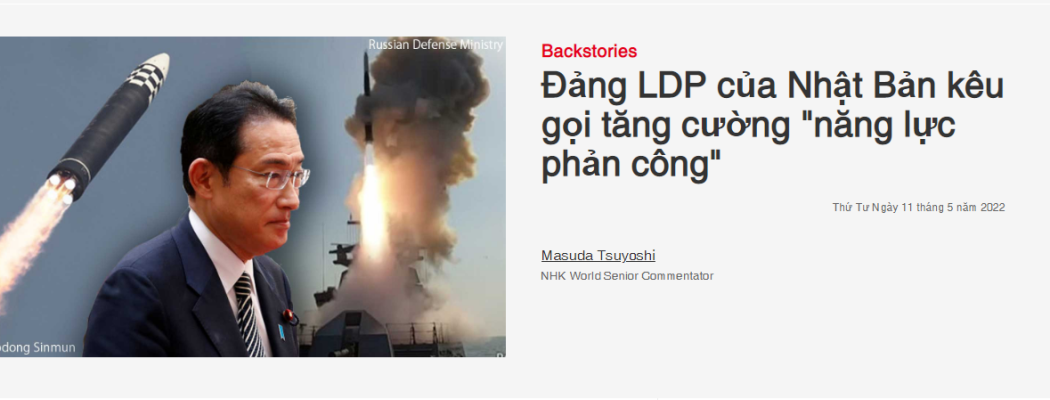 Russian Defense Ministry
Backstories
Đảng LDP của Nhật Bản kêu
gọi tăng cường "năng lực
phản công"
Thứ Tư Ngày 11 tháng 5 năm 2022
Masuda Tsuyoshi
NHK World Senior Commentator
Sinmun